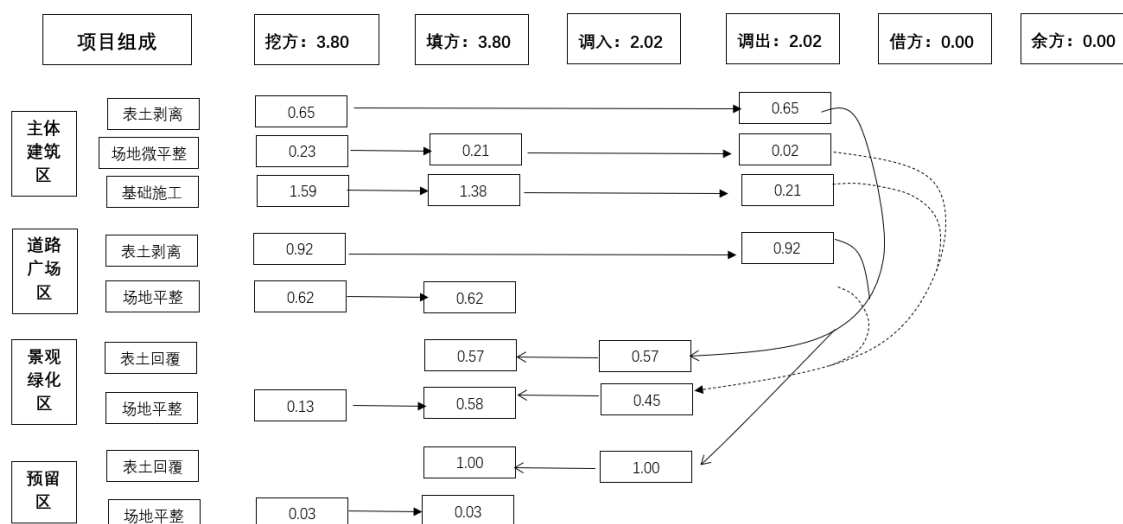 项目组成
挖方：3.80
填方：3.80
调入：2.02
调出：2.02
借方：0.00
余方：0.00
主体
建筑
区
表土剥离
0.65
0.65
场地微平整
0.23
0.21
0.02
基础施工
1.59
1.38
0.21
道路
广场
区
表土剥离
0.92
0.92
场地平整
0.62
0.62
景观
绿化
区
表土回覆
0.57
0.57
场地平整
0.13
0.58
0.45
预留
区
表土回覆
1.00
1.00
场地平整
0.03
0.03